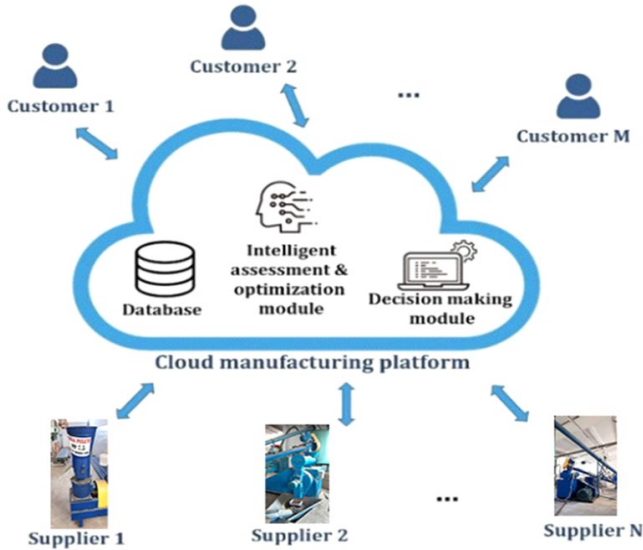 Customer 1
Customer 2
...
Customer M
Intelligent
assessment &
optimization
module
Database
Decision making
module
Cloud manufacturing platform
Supplier 1
Supplier 2
...
Supplier N